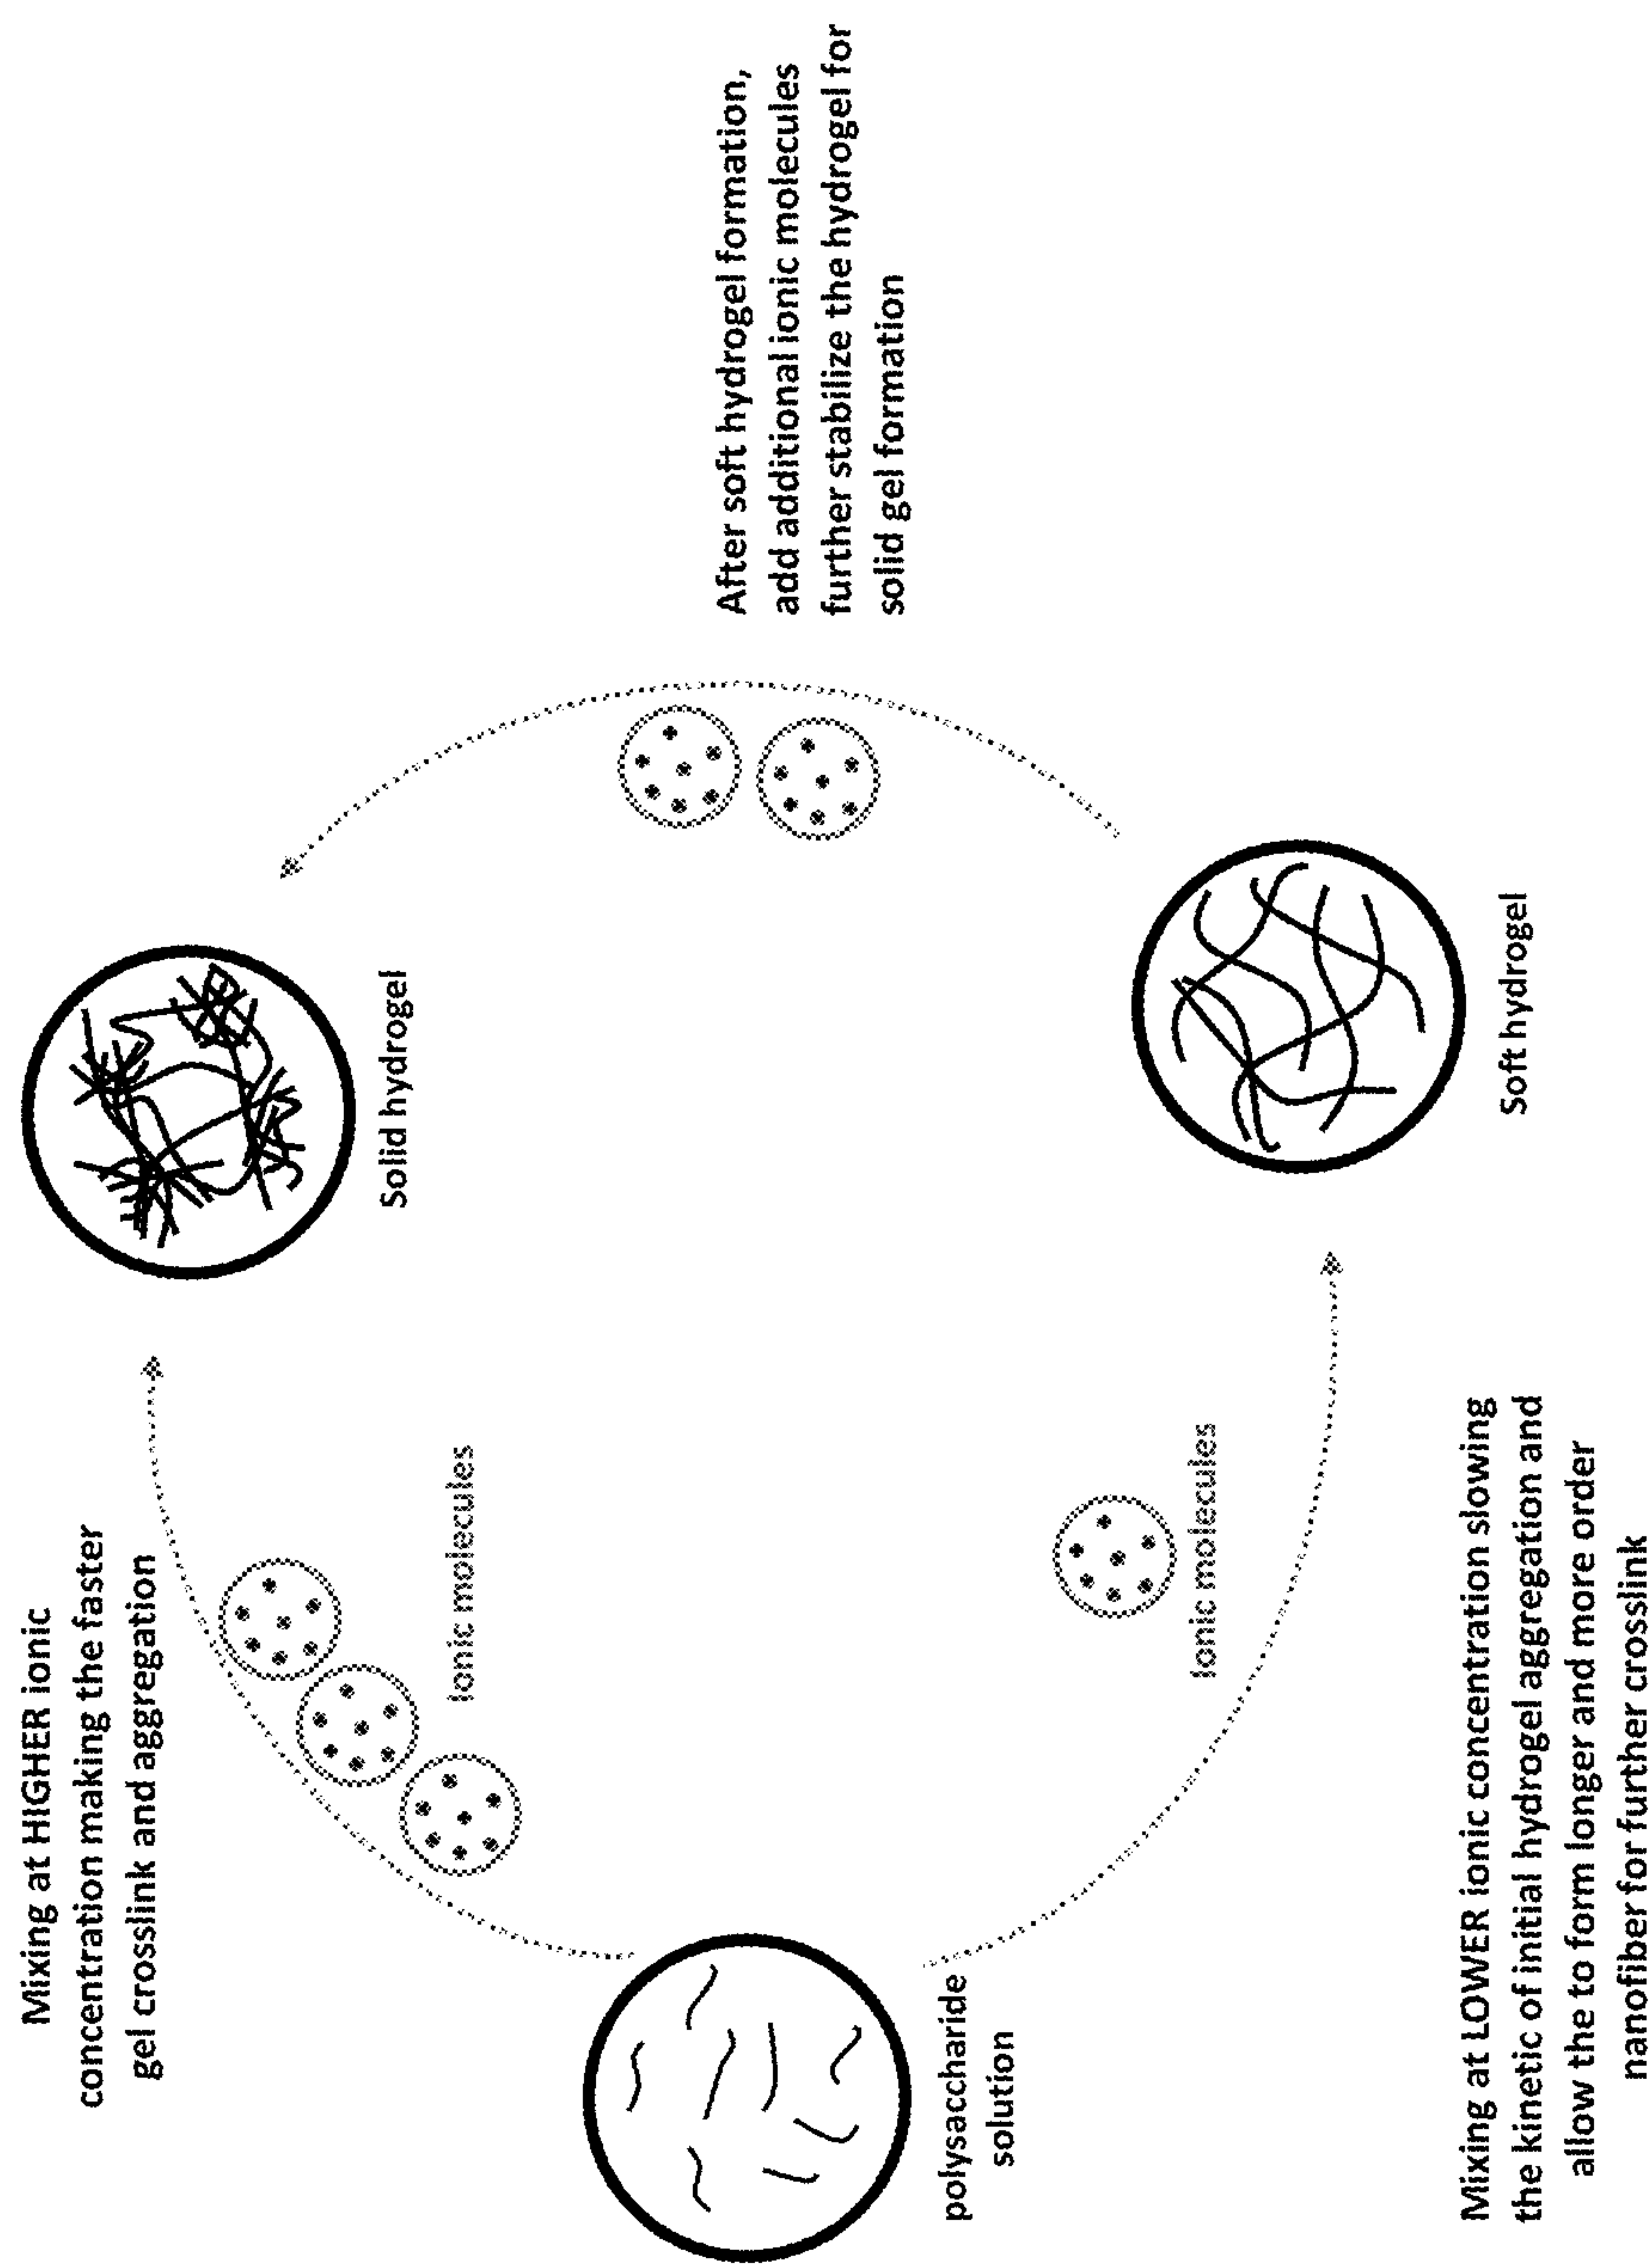 Mixing at HIGHER ionic
concentration making the faster
gel crosslink and aggregation
Ionic molecules
Solid hydrogel
After soft hydrogel formation,
add additional ionic molecules
further stabilize the hydrogel for
solid gel formation
polysaccharide
solution
Ionic molecules
Soft hydrogel
Mixing at LOWER ionic concentration slowing
the kinetic of initial hydrogel aggregation and
allow the to form longer and more order
nanofiber for further crosslink